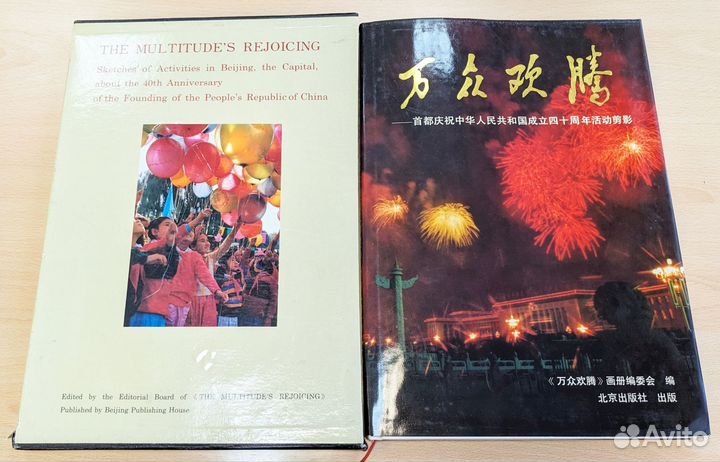 THE MULTITUDE'S REJOICING
Sketches of Activities in Beijing, the Capital,
about the 40th Anniversary
of the Founding of the People's Republic of China
Edited by the Editorial Board of《THE MULTITUDE'S REJOICING》
Published by Beijing Publishing House
万众欢腾
——首都庆祝中华人民共和国成立四十周年活动剪影
《万众欢腾》画册编委会 编
北京出版社 出版
Avito